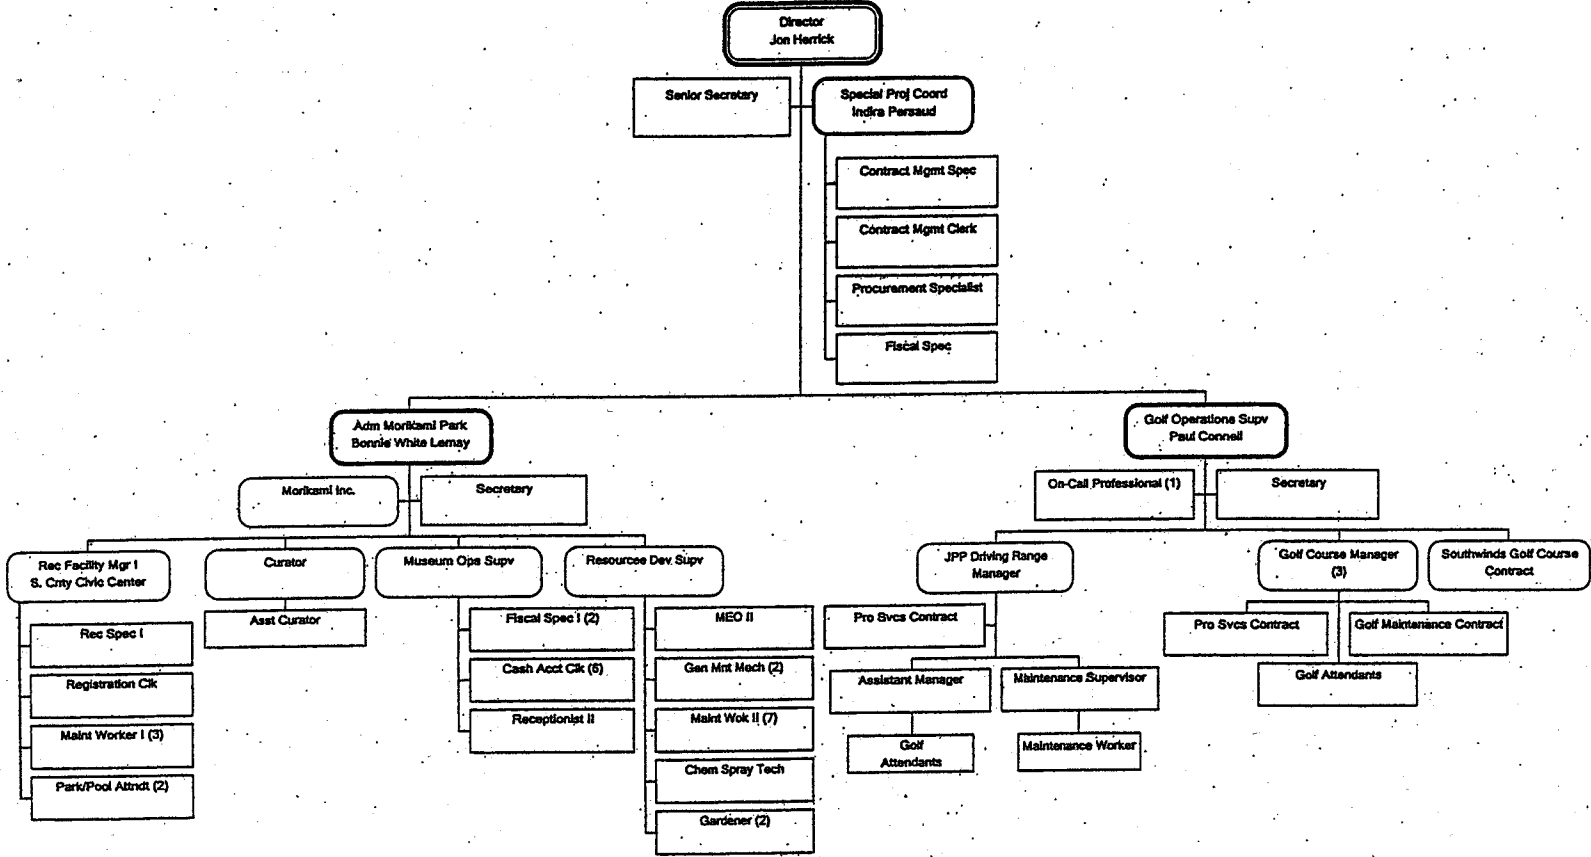 Director
Jon Herrick
Senior Secretary
Special Proj Coord
Indira Persaud
Contract Mgmt Spec
Contract Mgmt Clerk
Procurement Specialist
Fiscal Spec
Adm Morikami Park
Bonnie White Lemay
Golf Operations Supv
Paul Connell
Morikami Inc.
Secretary
On-Call Professional (1)
Secretary
Rec Facility Mgr I
S. Cnty Civic Center
Curator
Museum Ops Supv
Resourcee Dev Supv
JPP Driving Range
Manager
Golf Course Manager
(3)
Southwinds Golf Course
Contract
Rec Spec I
Registration Clk
Maint Worker I (3)
Park/Pool Attndt (2)
Asst Curator
Fiscal Spec I (2)
Cash Acct Clk (6)
Receptionist II
MEO II
Gen Mnt Mech (2)
Maint Wok II (7)
Chem Spray Tech
Gardener (2)
Pro Svcs Contract
Assistant Manager
Maintenance Supervisor
Golf
Attendants
Maintenance Worker
Pro Svcs Contract
Golf Maintenance Contract
Golf Attendants